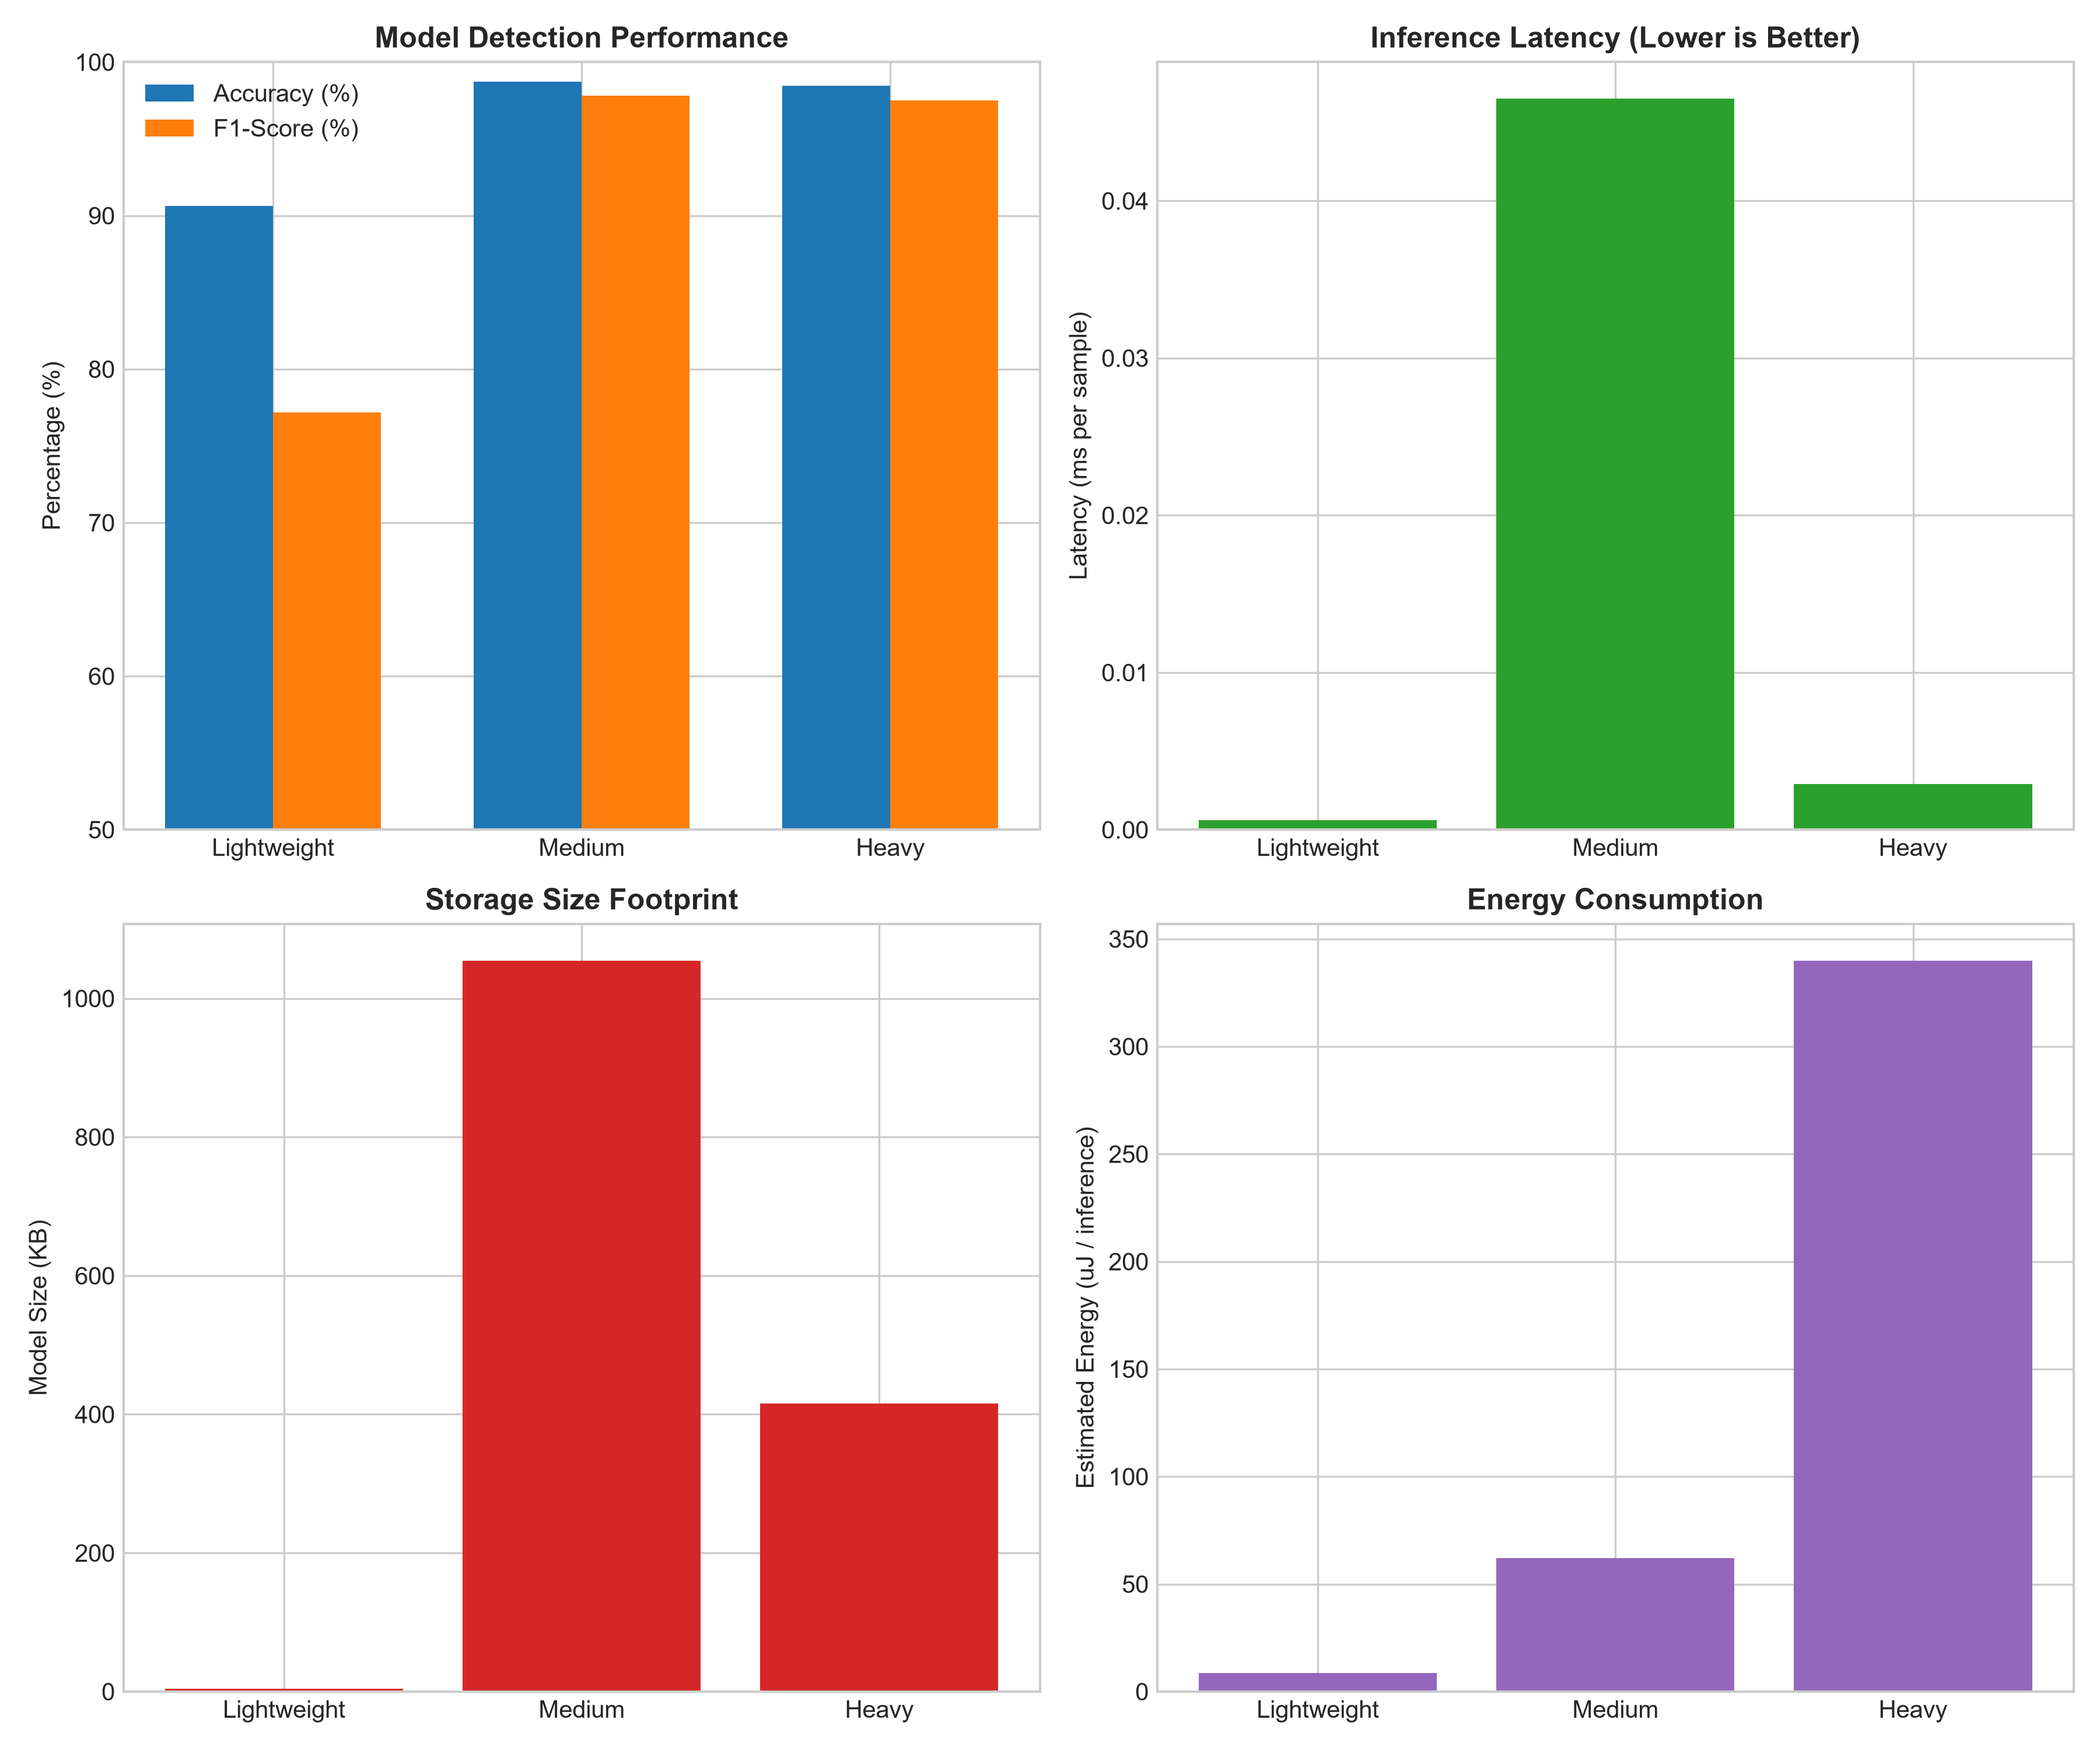 Model Detection Performance
Accuracy (%)
F1-Score (%)
Percentage (%)
100
90
80
70
60
50
Lightweight
Medium
Heavy
Inference Latency (Lower is Better)
Latency (ms per sample)
0.04
0.03
0.02
0.01
0.00
Lightweight
Medium
Heavy
Storage Size Footprint
Model Size (KB)
1000
800
600
400
200
0
Lightweight
Medium
Heavy
Energy Consumption
Estimated Energy (uJ / inference)
350
300
250
200
150
100
50
0
Lightweight
Medium
Heavy